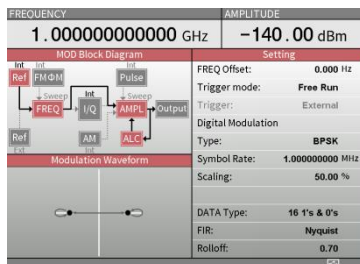 FREQUENCY
AMPLITUDE
1.000000000000 GHz
-140.00 dBm
MOD Block Diagram
Int
Int
Int
Ref
FMΦM
Pulse
Sweep
Int
Sweep
FREQ
I/Q
AMPL
Output
Ref
AM
ALC
Ext
Int
Modulation Waveform
Setting
FREQ Offset: 0.000 Hz
Trigger mode: Free Run
Trigger: External
Digital Modulation
Type: BPSK
Symbol Rate: 1.000000000 MHz
Scaling: 50.00 %
DATA Type: 16 1's & 0's
FIR: Nyquist
Rolloff: 0.70